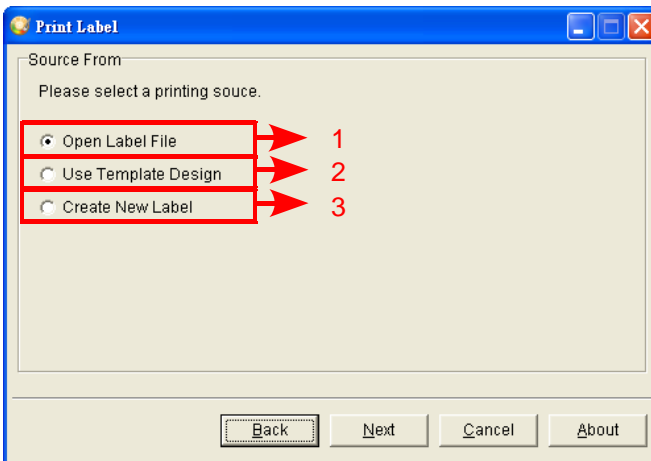 Print Label
Source From
Please select a printing souce.
Open Label File 1
Use Template Design 2
Create New Label 3
Back Next Cancel About